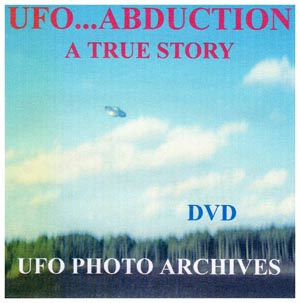 UFO...ABDUCTION
A TRUE STORY
DVD
UFO PHOTO ARCHIVES